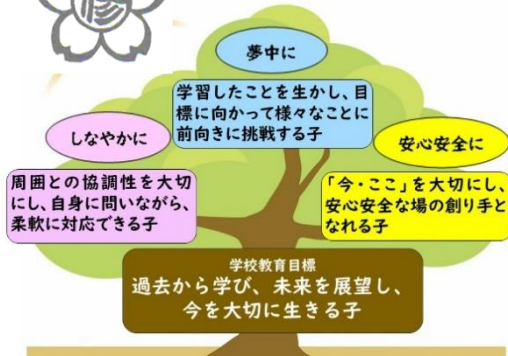 修
夢中に
学習したことを生かし、目
標に向かって様々なことに
前向きに挑戦する子
しなやかに
周囲との協調性を大切
にし、自身に問いながら、
柔軟に対応できる子
安心安全に
「今・ここ」を大切にし、
安心安全な場の創り手と
なれる子
学校教育目標
過去から学び、未来を展望し、
今を大切に生きる子